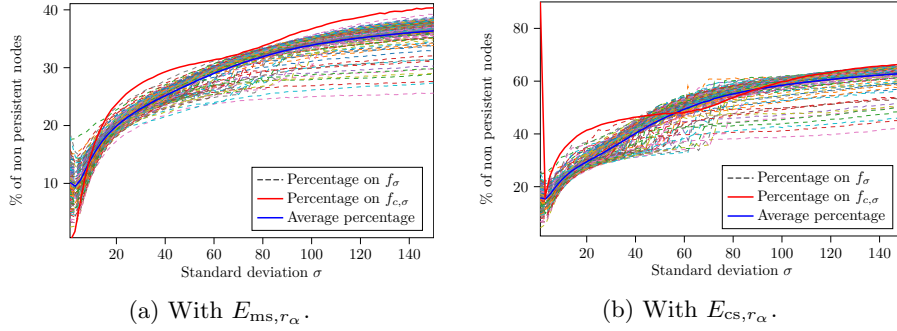 % of non persistent nodes
40
30
20
10
20 40 60 80 100 120 140
Standard deviation σ
Percentage on f_σ
Percentage on f_{c,σ}
Average percentage
(a) With E_{ms,r_α}.
% of non persistent nodes
80
60
40
20
20 40 60 80 100 120 140
Standard deviation σ
Percentage on f_σ
Percentage on f_{c,σ}
Average percentage
(b) With E_{cs,r_α}.